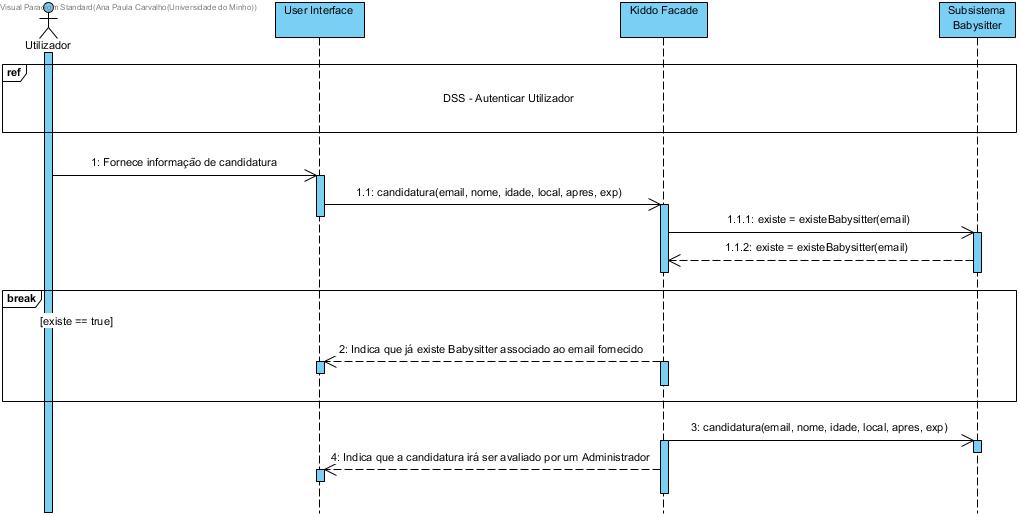 Visual Paradigm Standard(Ana Paula Carvalho(Universidade do Minho))
User Interface
Kiddo Facade
Subsistema
Babysitter
Utilizador
ref
DSS - Autenticar Utilizador
1: Fornece informação de candidatura
1.1: candidatura(email, nome, idade, local, apres, exp)
1.1.1: existe = existeBabysitter(email)
1.1.2: existe = existeBabysitter(email)
break
[existe == true]
2: Indica que já existe Babysitter associado ao email fornecido
3: candidatura(email, nome, idade, local, apres, exp)
4: Indica que a candidatura irá ser avaliado por um Administrador